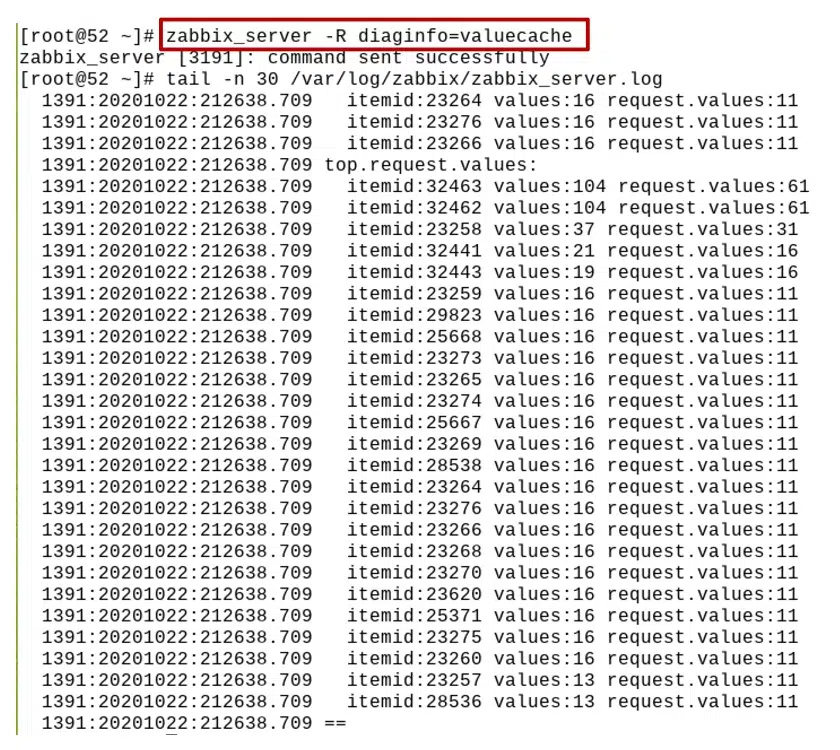 [root@52 ~]# zabbix_server -R diaginfo=valuecache
zabbix_server [3191]: command sent successfully
[root@52 ~]# tail -n 30 /var/log/zabbix/zabbix_server.log
1391:20201022:212638.709   itemid:23264 values:16 request.values:11
1391:20201022:212638.709   itemid:23276 values:16 request.values:11
1391:20201022:212638.709   itemid:23266 values:16 request.values:11
1391:20201022:212638.709 top.request.values:
1391:20201022:212638.709   itemid:32463 values:104 request.values:61
1391:20201022:212638.709   itemid:32462 values:104 request.values:61
1391:20201022:212638.709   itemid:23258 values:37 request.values:31
1391:20201022:212638.709   itemid:32441 values:21 request.values:16
1391:20201022:212638.709   itemid:32443 values:19 request.values:16
1391:20201022:212638.709   itemid:23259 values:16 request.values:11
1391:20201022:212638.709   itemid:29823 values:16 request.values:11
1391:20201022:212638.709   itemid:25668 values:16 request.values:11
1391:20201022:212638.709   itemid:23273 values:16 request.values:11
1391:20201022:212638.709   itemid:23265 values:16 request.values:11
1391:20201022:212638.709   itemid:23274 values:16 request.values:11
1391:20201022:212638.709   itemid:25667 values:16 request.values:11
1391:20201022:212638.709   itemid:23269 values:16 request.values:11
1391:20201022:212638.709   itemid:28538 values:16 request.values:11
1391:20201022:212638.709   itemid:23264 values:16 request.values:11
1391:20201022:212638.709   itemid:23276 values:16 request.values:11
1391:20201022:212638.709   itemid:23266 values:16 request.values:11
1391:20201022:212638.709   itemid:23268 values:16 request.values:11
1391:20201022:212638.709   itemid:23270 values:16 request.values:11
1391:20201022:212638.709   itemid:23620 values:16 request.values:11
1391:20201022:212638.709   itemid:25371 values:16 request.values:11
1391:20201022:212638.709   itemid:23275 values:16 request.values:11
1391:20201022:212638.709   itemid:23260 values:16 request.values:11
1391:20201022:212638.709   itemid:23257 values:13 request.values:11
1391:20201022:212638.709   itemid:28536 values:13 request.values:11
1391:20201022:212638.709 ==